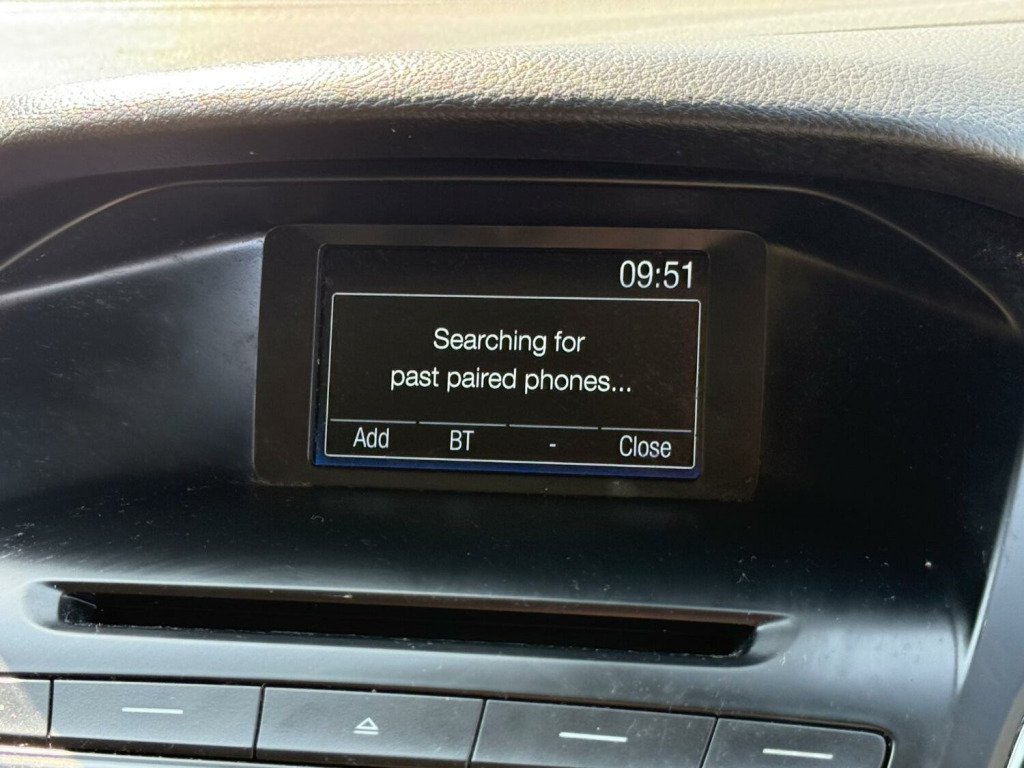 09:51
Searching for
past paired phones...
Add BT - Close